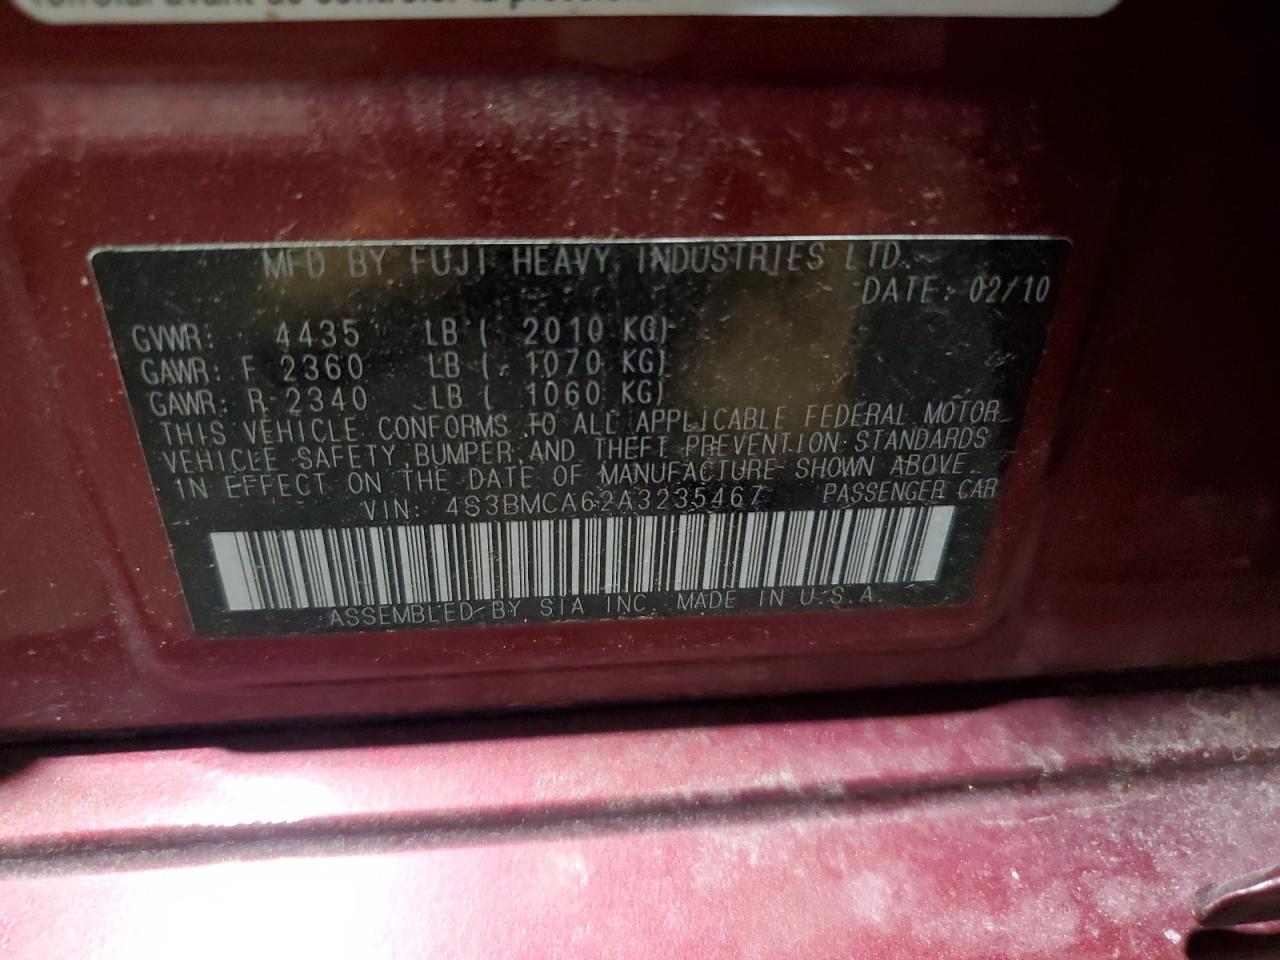 MFD BY FUJI HEAVY INDUSTRIES LTD.
DATE: 02/10
GVWR: 4435 LB ( 2010 KG)
GAWR: F 2360 LB ( 1070 KG)
GAWR: R 2340 LB ( 1060 KG)
THIS VEHICLE CONFORMS TO ALL APPLICABLE FEDERAL MOTOR
VEHICLE SAFETY BUMPER AND THEFT PREVENTION STANDARDS
IN EFFECT ON THE DATE OF MANUFACTURE SHOWN ABOVE.
VIN: 4S3BMCA62A3235467 PASSENGER CAR
ASSEMBLED BY SIA INC. MADE IN U.S.A.